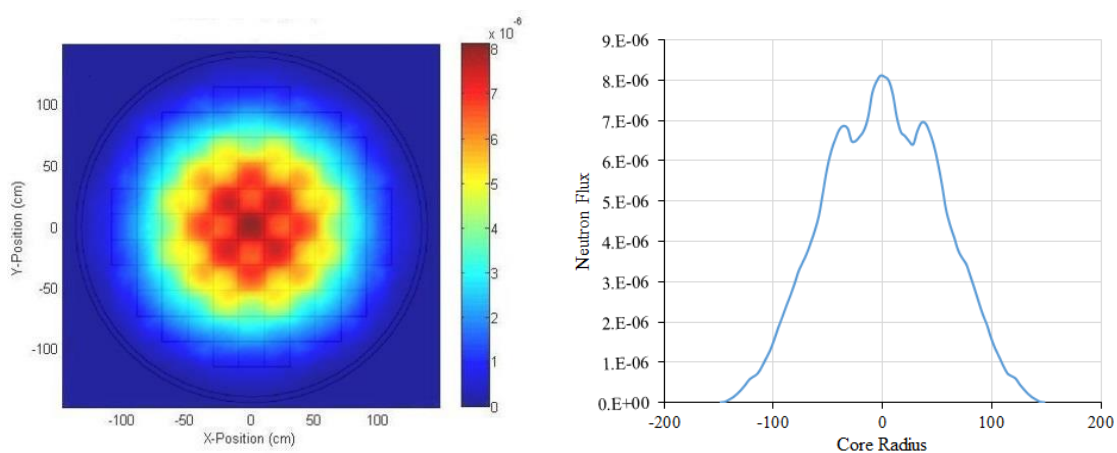 x 10⁻⁶
8
7
6
5
4
3
2
1
0
100
50
0
-50
-100
Y-Position (cm)
-100
-50
0
50
100
X-Position (cm)
9.E-06
8.E-06
7.E-06
6.E-06
5.E-06
4.E-06
3.E-06
2.E-06
1.E-06
0.E+00
Neutron Flux
-200
-100
0
100
200
Core Radius